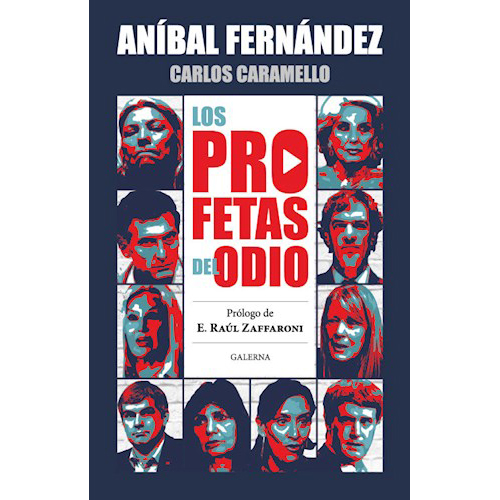 ANÍBAL FERNÁNDEZ
CARLOS CARAMELLO
LOS
PRO
FETAS
DEL ODIO
Prólogo de
E. RAÚL ZAFFARONI
GALERNA